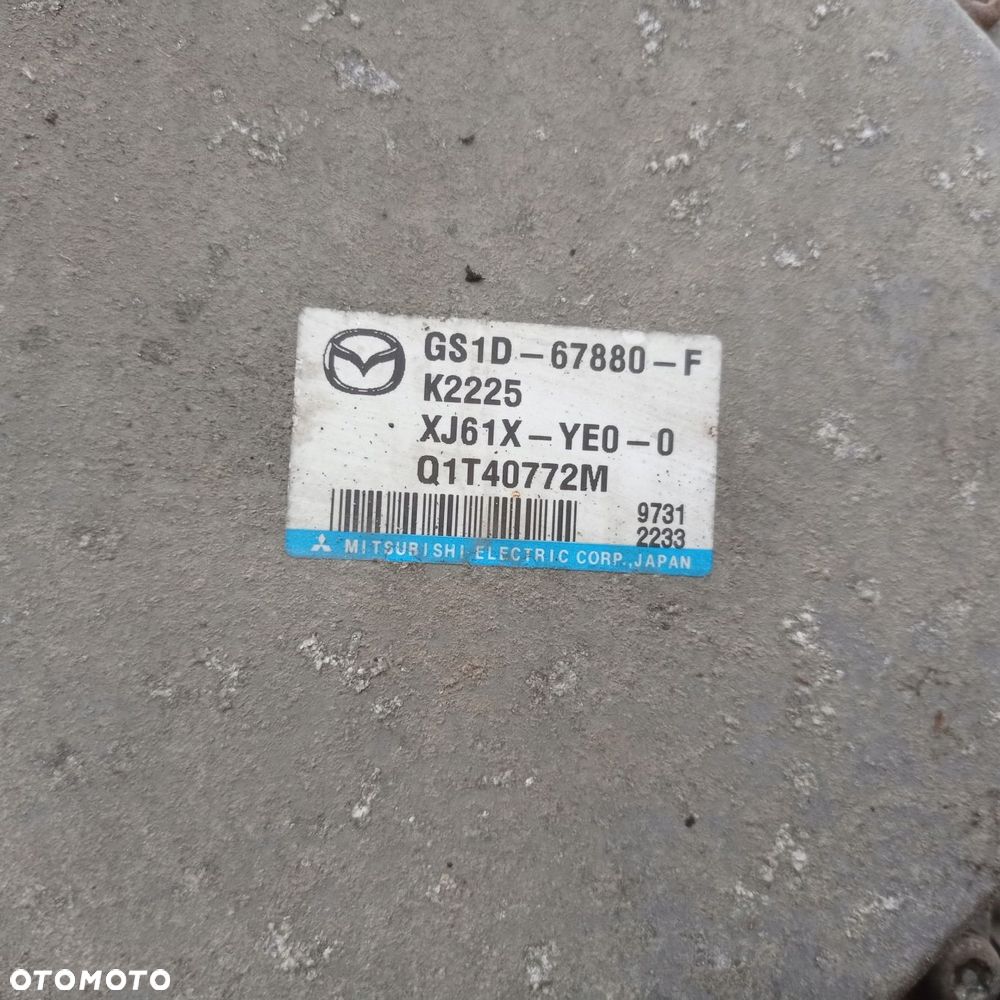 GS1D-67880-F
K2225
XJ61X-YE0-0
Q1T40772M
9731
2233
MITSUBISHI ELECTRIC CORP.,JAPAN
OTOMOTO